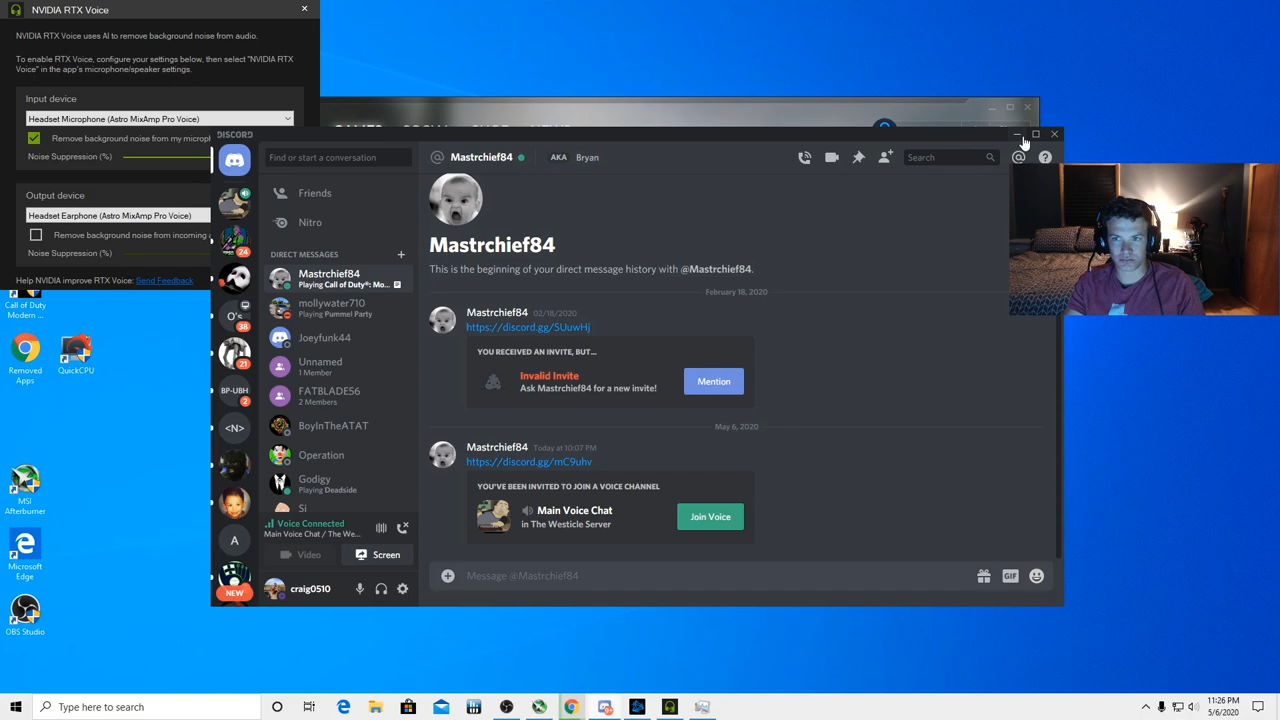 NVIDIA RTX Voice
NVIDIA RTX Voice uses AI to remove background noise from audio.
To enable RTX Voice, configure your settings below, then select "NVIDIA RTX
Voice" in the app's microphone/speaker settings.
Input device
Headset Microphone (Astro MixAmp Pro Voice)
Remove background noise from my microph
Noise Suppression (%)
Output device
Headset Earphone (Astro MixAmp Pro Voice)
Remove background noise from incoming a
Noise Suppression (%)
Help NVIDIA improve RTX Voice: Send Feedback
DISCORD
Find or start a conversation
Friends
Nitro
DIRECT MESSAGES
Mastrchief84
Playing Call of Duty®: Mo...
mollywater710
Playing Pummel Party
Joeyfunk44
Unnamed
1 Member
FATBLADE56
2 Members
BoyInTheATAT
Operation
Godigy
Playing Deadside
Si
24
38
O's
21
BP-UBH
2
<N>
A
NEW
Voice Connected
Main Voice Chat / The We...
Video
Screen
craig0510
Mastrchief84
AKA Bryan
Search
Mastrchief84
This is the beginning of your direct message history with @Mastrchief84.
February 18, 2020
Mastrchief84 02/18/2020
https://discord.gg/SUuwHj
YOU RECEIVED AN INVITE, BUT...
Invalid Invite
Ask Mastrchief84 for a new invite!
Mention
May 6, 2020
Mastrchief84 Today at 10:07 PM
https://discord.gg/mC9uhv
YOU'VE BEEN INVITED TO JOIN A VOICE CHANNEL
Main Voice Chat
in The Westicle Server
Join Voice
Message @Mastrchief84
GIF
Call of Duty
Modern ...
Removed
Apps
QuickCPU
MSI
Afterburner
Microsoft
Edge
OBS Studio
Type here to search
11:26 PM
5/6/2020